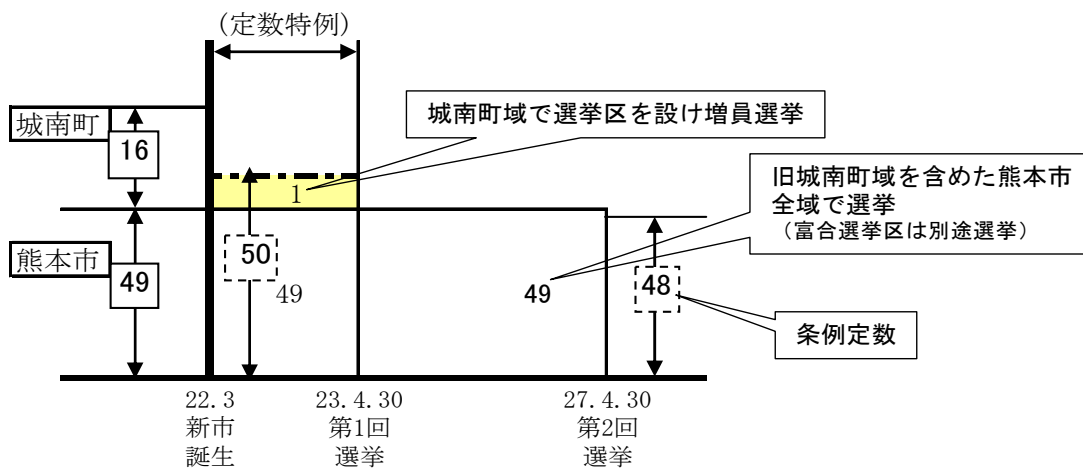 (定数特例)
城南町
16
城南町域で選挙区を設け増員選挙
1
旧城南町域を含めた熊本市
全域で選挙
(富合選挙区は別途選挙)
熊本市
49
50
49
49
48
条例定数
22.3
新市
誕生
23.4.30
第1回
選挙
27.4.30
第2回
選挙